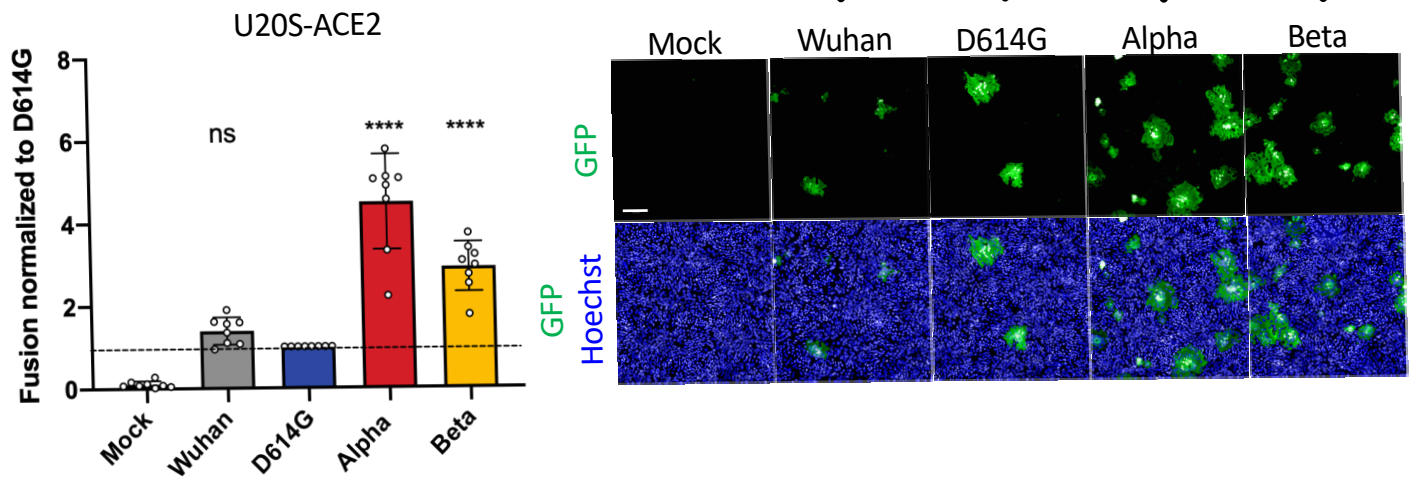 U20S-ACE2
Fusion normalized to D614G
8
6
4
2
0
ns
****
****
Mock
Wuhan
D614G
Alpha
Beta
Mock
Wuhan
D614G
Alpha
Beta
GFP
GFP
Hoechst